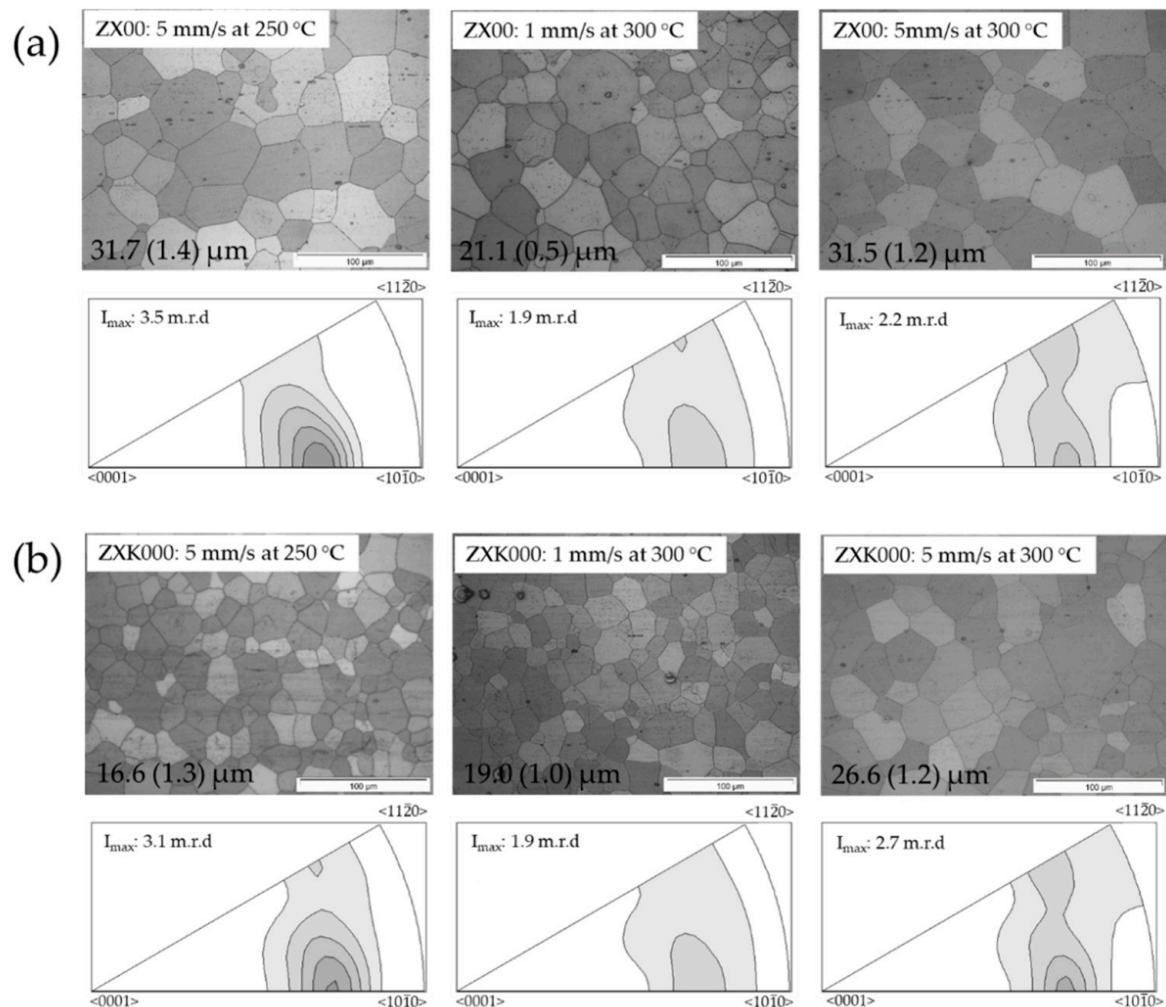 (a)
ZX00: 5 mm/s at 250 °C
ZX00: 1 mm/s at 300 °C
ZX00: 5mm/s at 300 °C
31.7 (1.4) μm
100 μm
21.1 (0.5) μm
100 μm
31.5 (1.2) μm
100 μm
<112̅0>
<112̅0>
<112̅0>
Imax: 3.5 m.r.d
Imax: 1.9 m.r.d
Imax: 2.2 m.r.d
<0001>
<101̅0>
<0001>
<101̅0>
<0001>
<101̅0>
(b)
ZXK000: 5 mm/s at 250 °C
ZXK000: 1 mm/s at 300 °C
ZXK000: 5 mm/s at 300 °C
16.6 (1.3) μm
100 μm
19.0 (1.0) μm
100 μm
26.6 (1.2) μm
100 μm
<112̅0>
<112̅0>
<112̅0>
Imax: 3.1 m.r.d
Imax: 1.9 m.r.d
Imax: 2.7 m.r.d
<0001>
<101̅0>
<0001>
<101̅0>
<0001>
<101̅0>